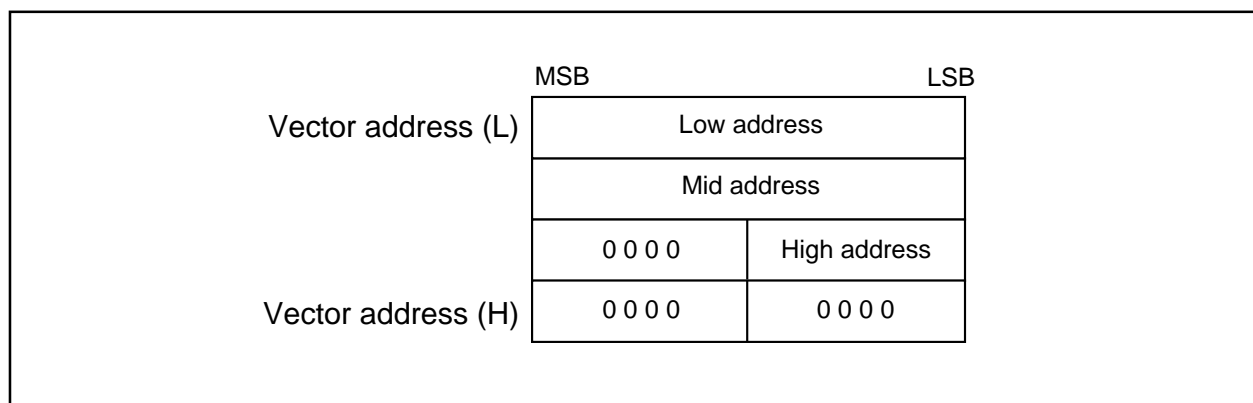 MSB LSB
Vector address (L) Low address
Mid address
0 0 0 0 High address
Vector address (H) 0 0 0 0 0 0 0 0